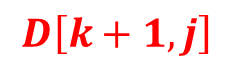 D[k + 1, j]